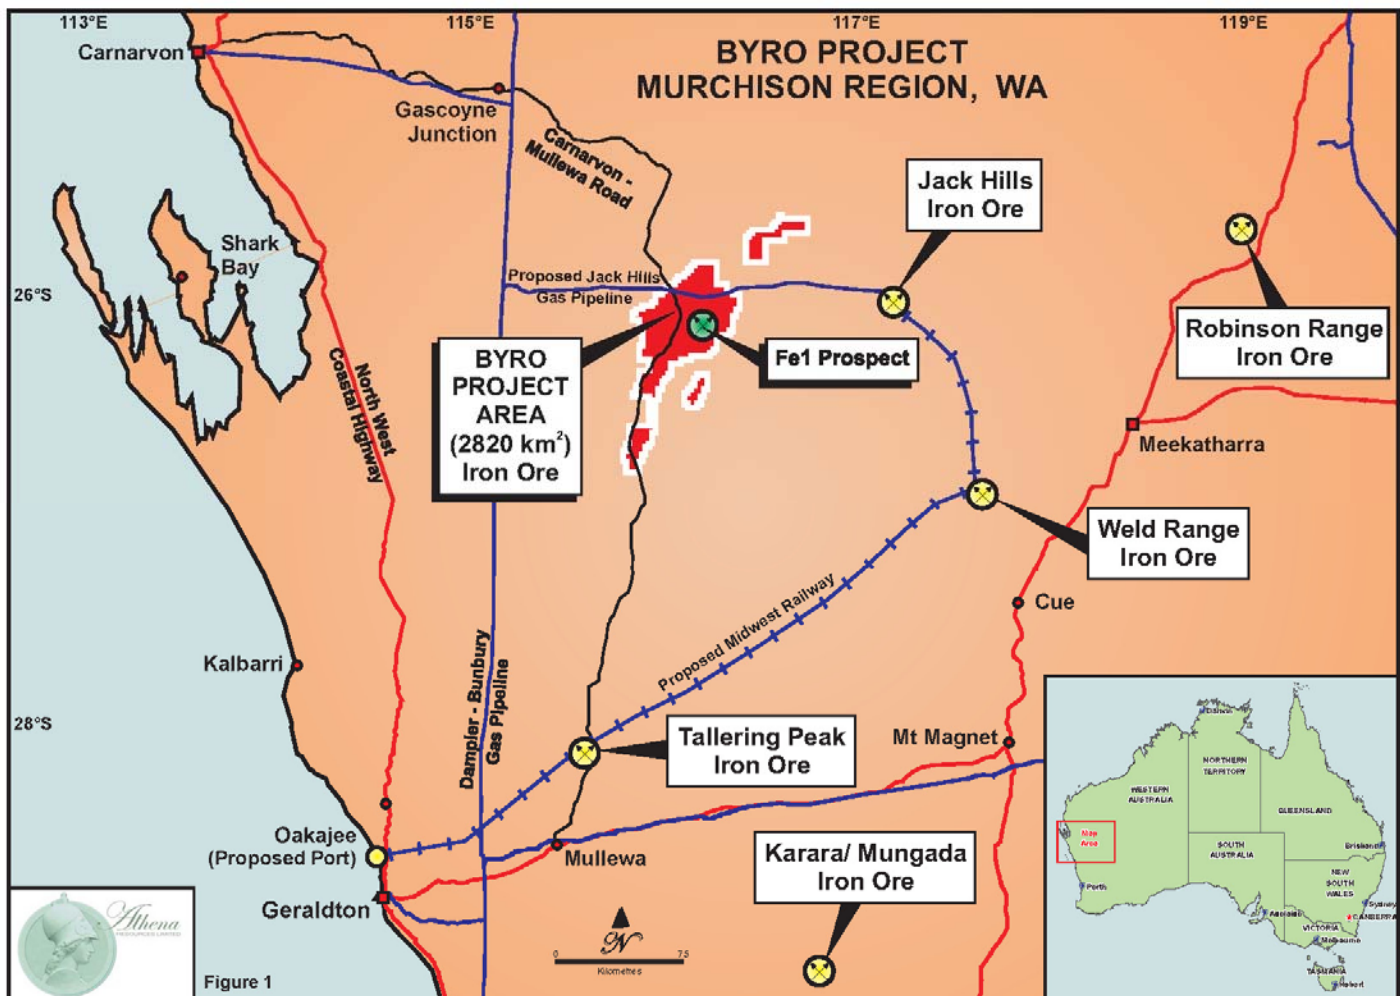 113°E
115°E
117°E
119°E
BYRO PROJECT
MURCHISON REGION, WA
Carnarvon
Gascoyne
Junction
Carnarvon -
Mullewa Road
Jack Hills
Iron Ore
Shark
Bay
26°S
Proposed Jack Hills
Gas Pipeline
Robinson Range
Iron Ore
BYRO
PROJECT
AREA
(2820 km²)
Iron Ore
Fe1 Prospect
North West
Coastal Highway
Meekatharra
Weld Range
Iron Ore
Cue
Proposed Midwest Railway
Kalbarri
Dampier - Bunbury
Gas Pipeline
28°S
Tallering Peak
Iron Ore
Mt Magnet
Oakajee
(Proposed Port)
Mullewa
Karara/ Mungada
Iron Ore
Geraldton
N
0 75
Kilometres
Athena
RESOURCES LIMITED
Figure 1
Darwin
NORTHERN
TERRITORY
WESTERN
AUSTRALIA
QUEENSLAND
Map
Area
SOUTH
AUSTRALIA
Brisbane
NEW
SOUTH
WALES
Perth
Sydney
Adelaide
CANBERRA
VICTORIA
Melbourne
TASMANIA
Hobart